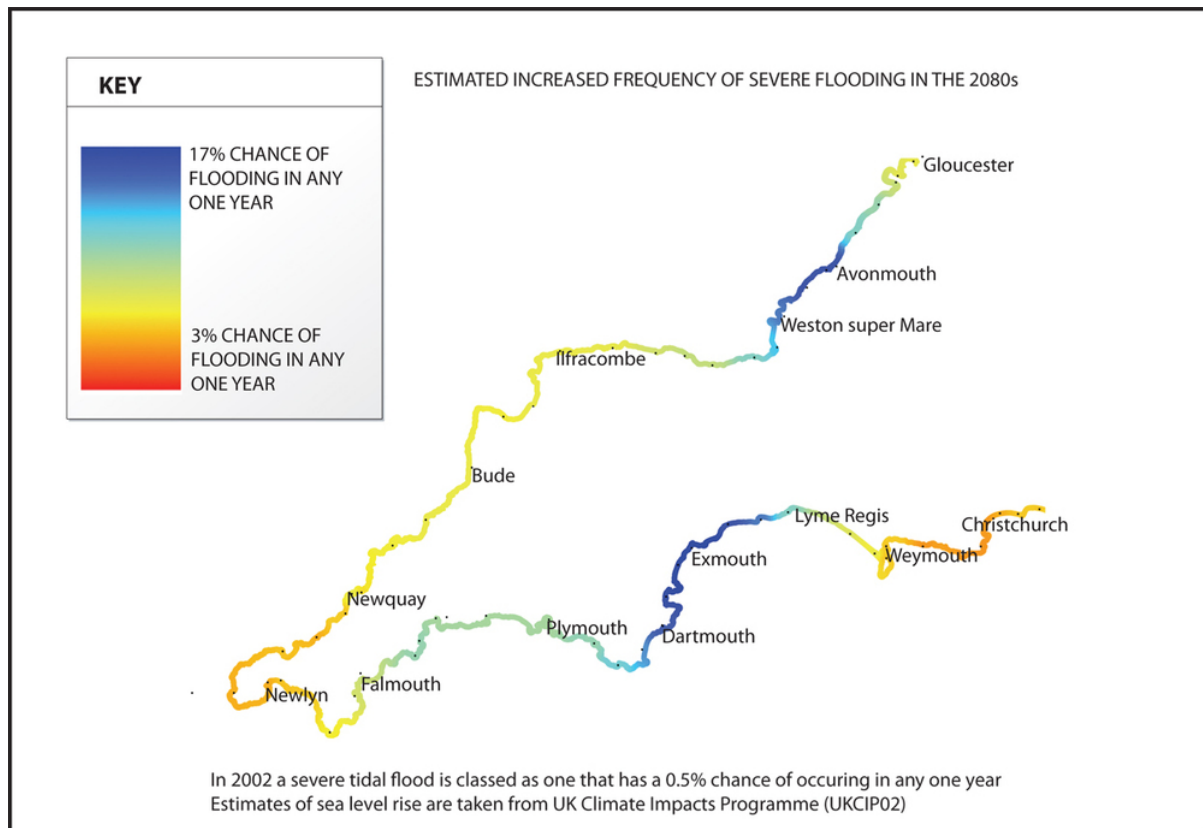 KEY
17% CHANCE OF
FLOODING IN ANY
ONE YEAR
3% CHANCE OF
FLOODING IN ANY
ONE YEAR
ESTIMATED INCREASED FREQUENCY OF SEVERE FLOODING IN THE 2080s
Gloucester
Avonmouth
Weston super Mare
Ilfracombe
Bude
Lyme Regis
Christchurch
Exmouth
Weymouth
Newquay
Plymouth
Dartmouth
Falmouth
Newlyn
In 2002 a severe tidal flood is classed as one that has a 0.5% chance of occuring in any one year
Estimates of sea level rise are taken from UK Climate Impacts Programme (UKCIP02)